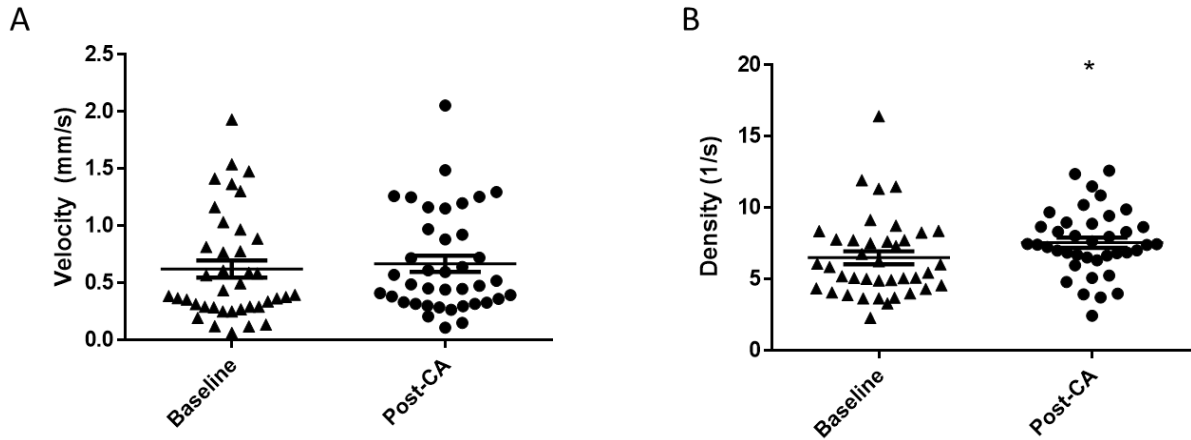 A
Velocity (mm/s)
2.5
2.0
1.5
1.0
0.5
0.0
Baseline
Post-CA
B
Density (1/s)
20
15
10
5
0
*
Baseline
Post-CA